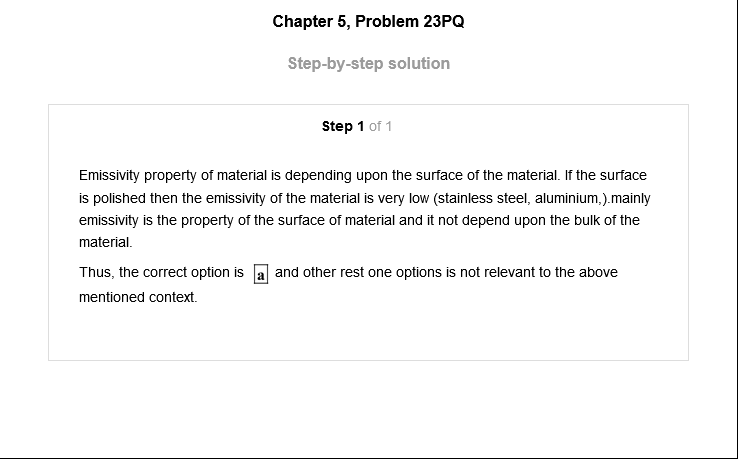 Chapter 5, Problem 23PQ
Step-by-step solution
Step 1 of 1
Emissivity property of material is depending upon the surface of the material. If the surface
is polished then the emissivity of the material is very low (stainless steel, aluminium,).mainly
emissivity is the property of the surface of material and it not depend upon the bulk of the
material.
Thus, the correct option is a and other rest one options is not relevant to the above
mentioned context.